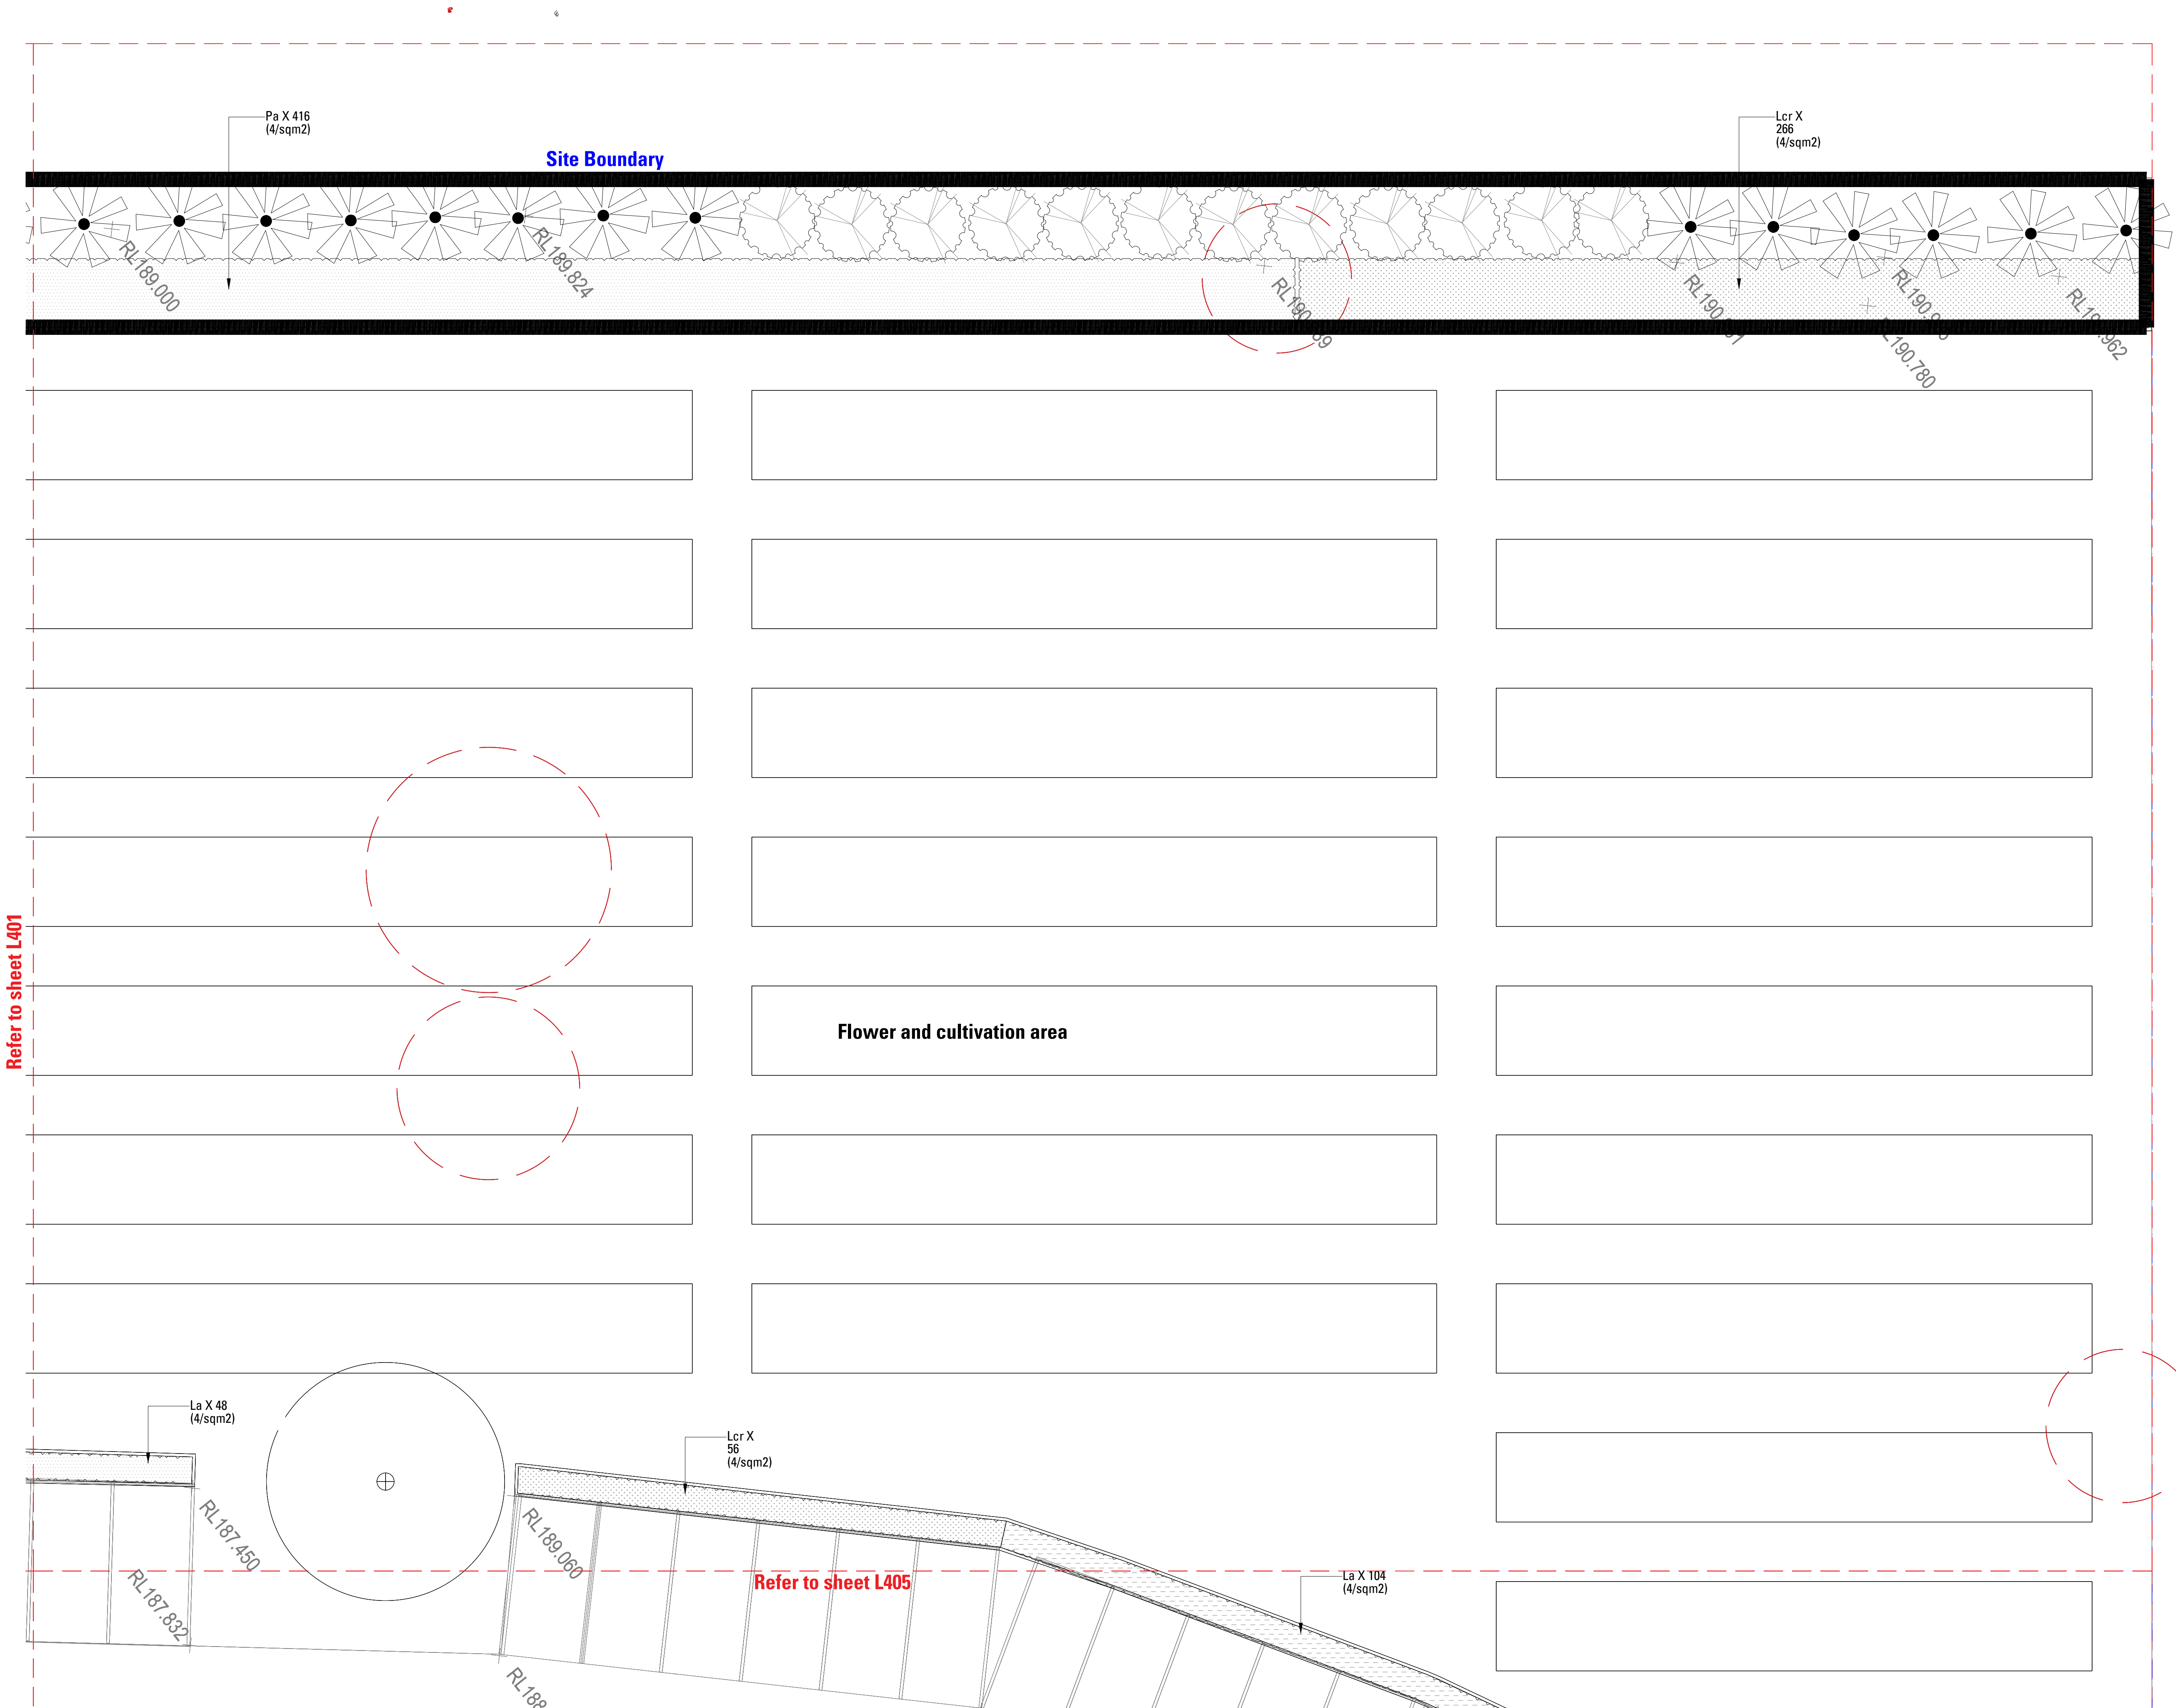 Pa X 416
(4/sqm2)
Lcr X
266
(4/sqm2)
Site Boundary
RL189.000
RL189.824
RL190.780
Refer to sheet L401
Flower and cultivation area
La X 48
(4/sqm2)
Lcr X
56
(4/sqm2)
RL187.450
RL189.060
RL187.832
Refer to sheet L405
La X 104
(4/sqm2)
RL188